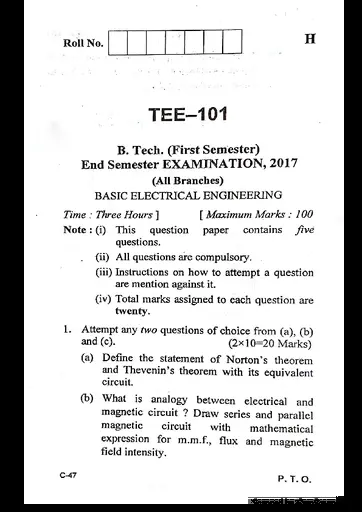 Roll No.
H
TEE–101
B. Tech. (First Semester)
End Semester EXAMINATION, 2017
(All Branches)
BASIC ELECTRICAL ENGINEERING
Time : Three Hours ] [ Maximum Marks : 100
Note : (i) This question paper contains five
questions.
(ii) All questions are compulsory.
(iii) Instructions on how to attempt a question
are mention against it.
(iv) Total marks assigned to each question are
twenty.
1. Attempt any two questions of choice from (a), (b)
and (c). (2×10=20 Marks)
(a) Define the statement of Norton's theorem
and Thevenin's theorem with its equivalent
circuit.
(b) What is analogy between electrical and
magnetic circuit ? Draw series and parallel
magnetic circuit with mathematical
expression for m.m.f., flux and magnetic
field intensity.
C-47
P. T. O.